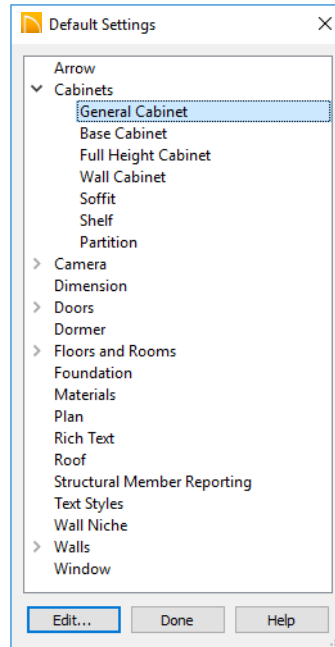 Default Settings
Arrow
Cabinets
General Cabinet
Base Cabinet
Full Height Cabinet
Wall Cabinet
Soffit
Shelf
Partition
Camera
Dimension
Doors
Dormer
Floors and Rooms
Foundation
Materials
Plan
Rich Text
Roof
Structural Member Reporting
Text Styles
Wall Niche
Walls
Window
Edit... Done Help